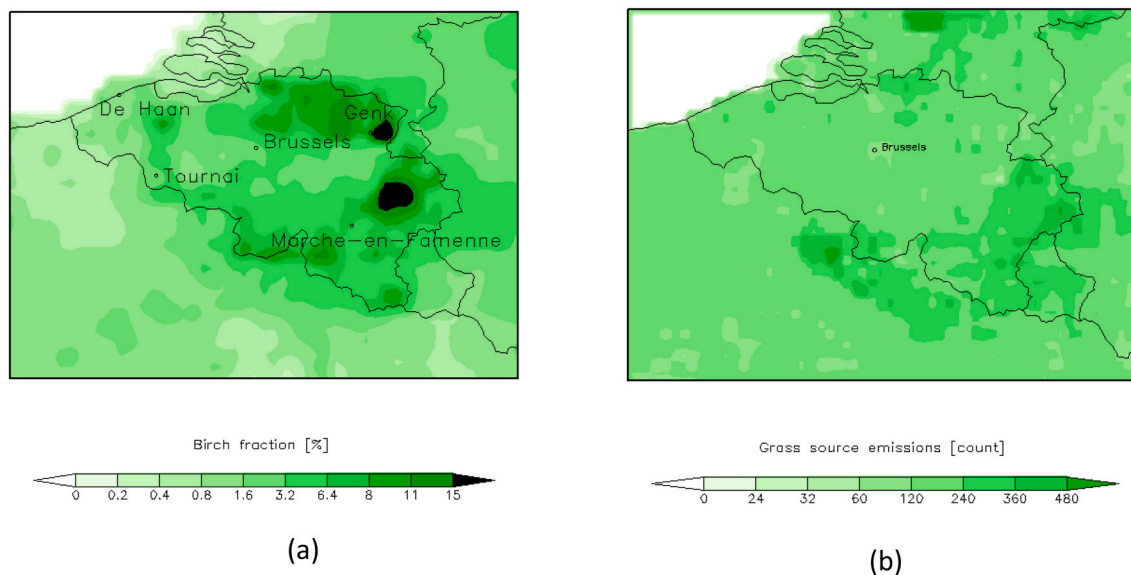 De Haan
Genk
Brussels
Tournai
Marche-en-Famenne
Birch fraction [%]
0 0.2 0.4 0.8 1.6 3.2 6.4 8 11 15
(a)
Brussels
Grass source emissions [count]
0 24 32 60 120 240 360 480
(b)